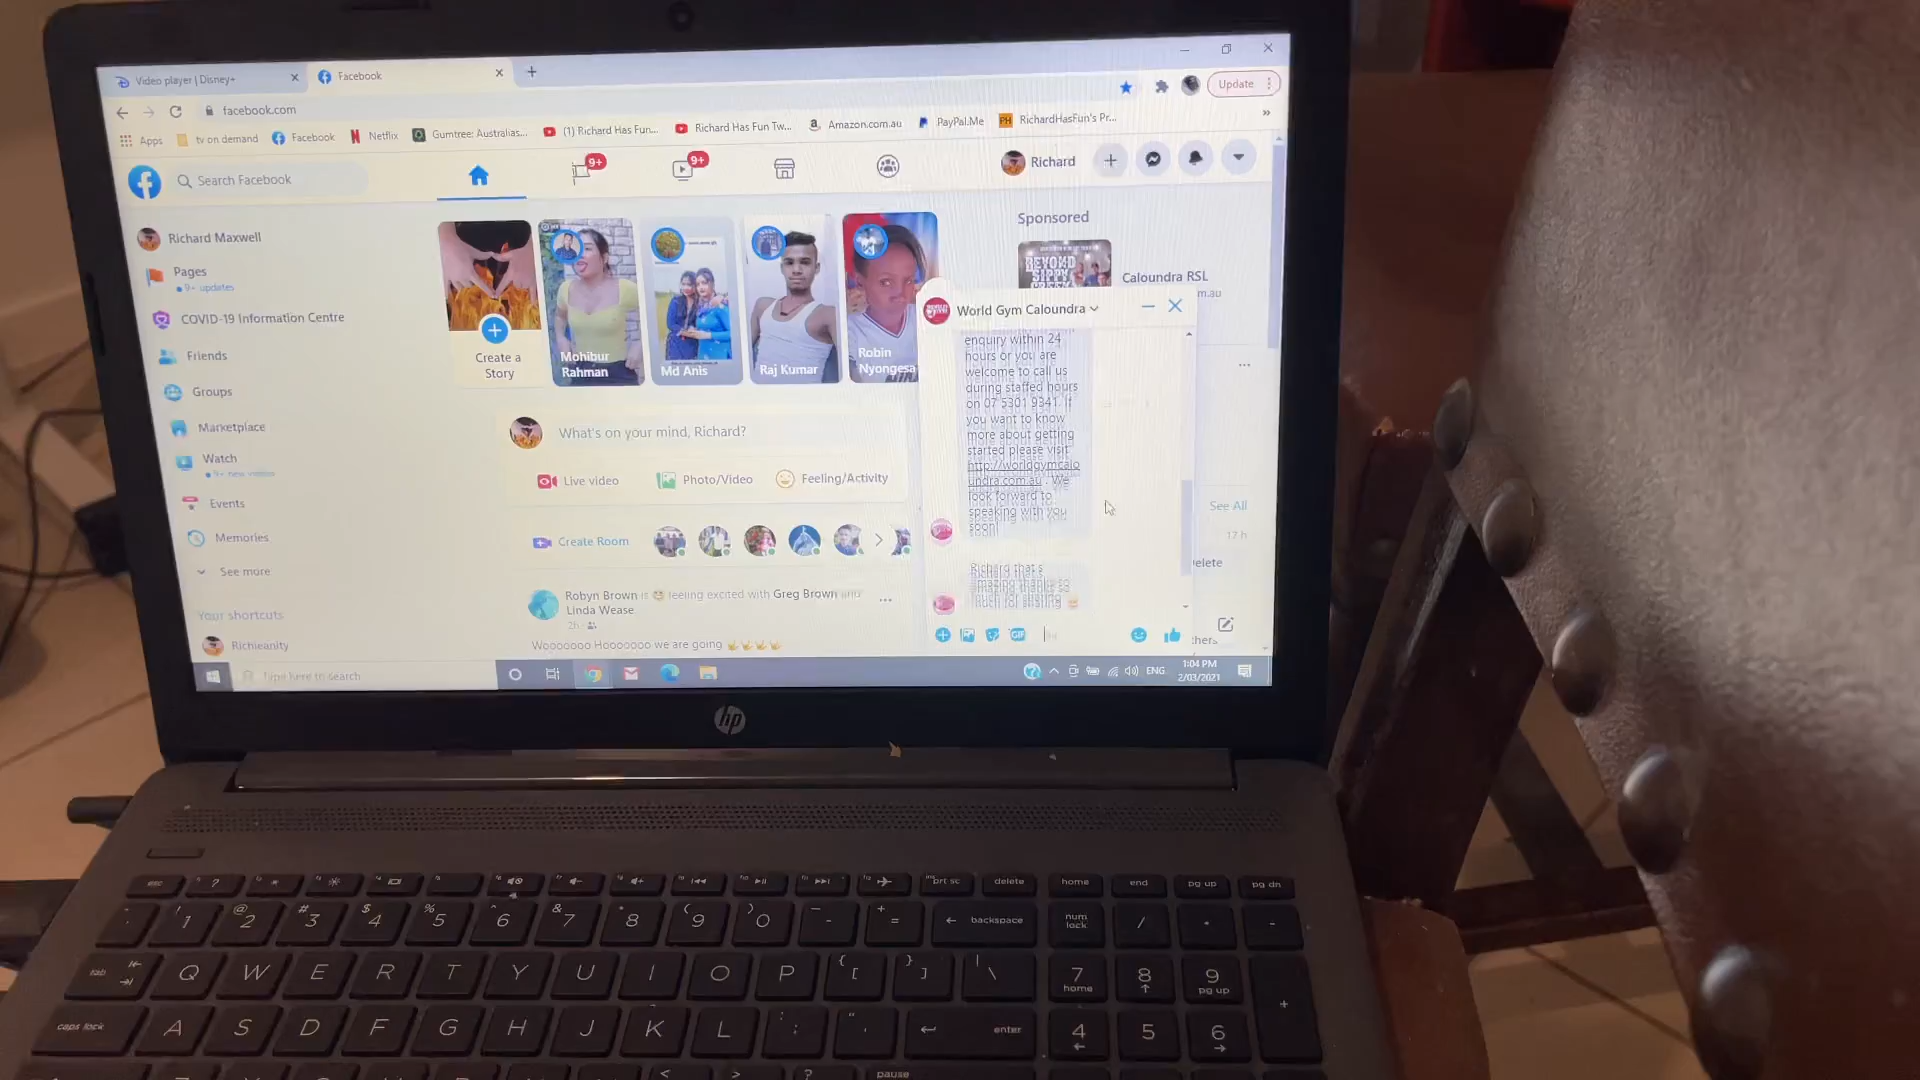 Video player | Disney+
Facebook
facebook.com
Update
Apps
tv on demand
Facebook
Netflix
Gumtree: Australias...
(1) Richard Has Fun...
Richard Has Fun Tw...
Amazon.com.au
PayPal.Me
RichardHasFun's Pr...
Search Facebook
9+
9+
Richard
Richard Maxwell
Pages
9+ updates
COVID-19 Information Centre
Friends
Groups
Marketplace
Watch
9+ new videos
Events
Memories
See more
Your shortcuts
Richieanity
Create a
Story
Mohibur
Rahman
Md Anis
Raj Kumar
Robin
Nyongesa
What's on your mind, Richard?
Live video
Photo/Video
Feeling/Activity
Create Room
Robyn Brown is 😁 feeling excited with Greg Brown and
Linda Wease.
2h
Wooooooo Hooooooo we are going
Sponsored
BEYOND
SIPPY
CREEK
Caloundra RSL
m.au
World Gym Caloundra
enquiry within 24
hours or you are
welcome to call us
during staffed hours
on 07 5301 9341. If
you want to know
more about getting
started please visit
http://worldgymcalo
undra.com.au . We
look forward to
speaking with you
soon!
Richard that's
amazing thanks so
much for sharing
GIF
See All
17 h
elete
hers
Type here to search
ENG
1:04 PM
2/03/2021
hp
esc
?
prt sc
delete
home
end
pg up
pg dn
! 1
@ 2
# 3
$ 4
% 5
^ 6
& 7
* 8
( 9
) 0
_ -
+ =
backspace
num
lock
/
*
-
tab
Q W E R T Y U I O P
{ [
} ]
| \
7
home
8
9
pg up
+
caps lock
A S D F G H J K L
: ;
" '
enter
4
5
6
<
>
?
pause